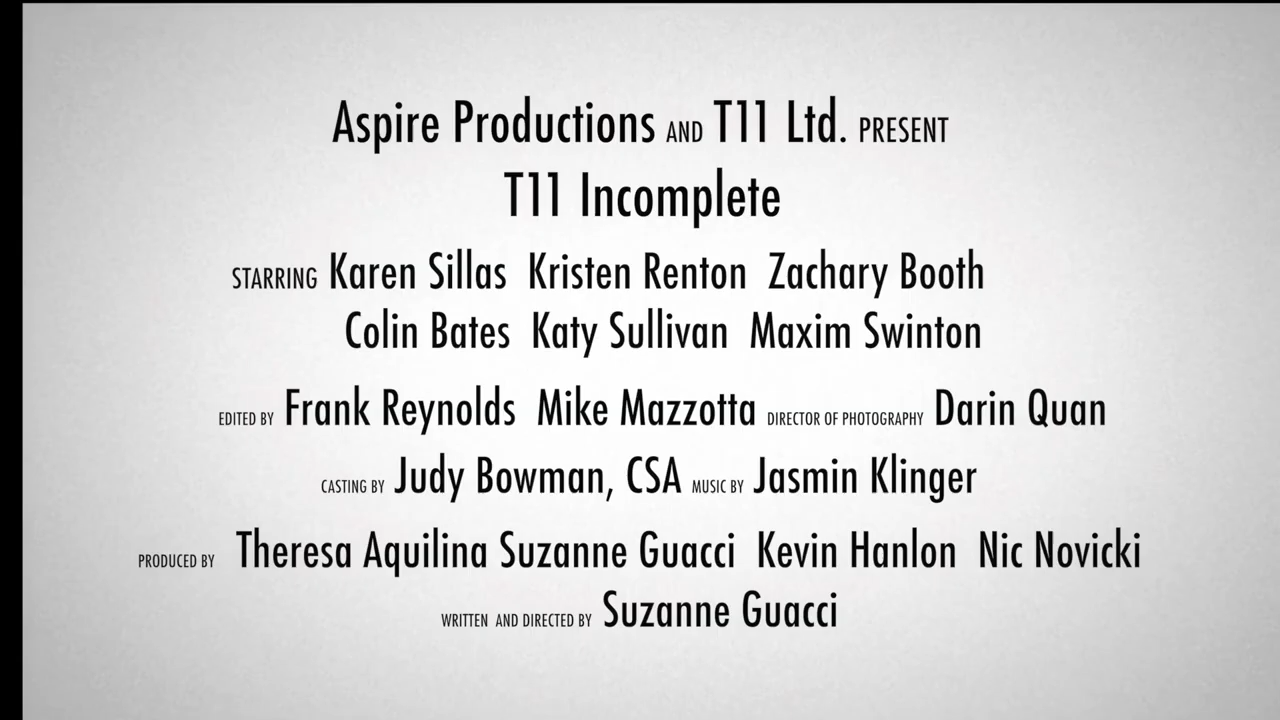 Aspire Productions AND T11 Ltd. PRESENT
T11 Incomplete
STARRING Karen Sillas Kristen Renton Zachary Booth
Colin Bates Katy Sullivan Maxim Swinton
EDITED BY Frank Reynolds Mike Mazzotta DIRECTOR OF PHOTOGRAPHY Darin Quan
CASTING BY Judy Bowman, CSA MUSIC BY Jasmin Klinger
PRODUCED BY Theresa Aquilina Suzanne Guacci Kevin Hanlon Nic Novicki
WRITTEN AND DIRECTED BY Suzanne Guacci